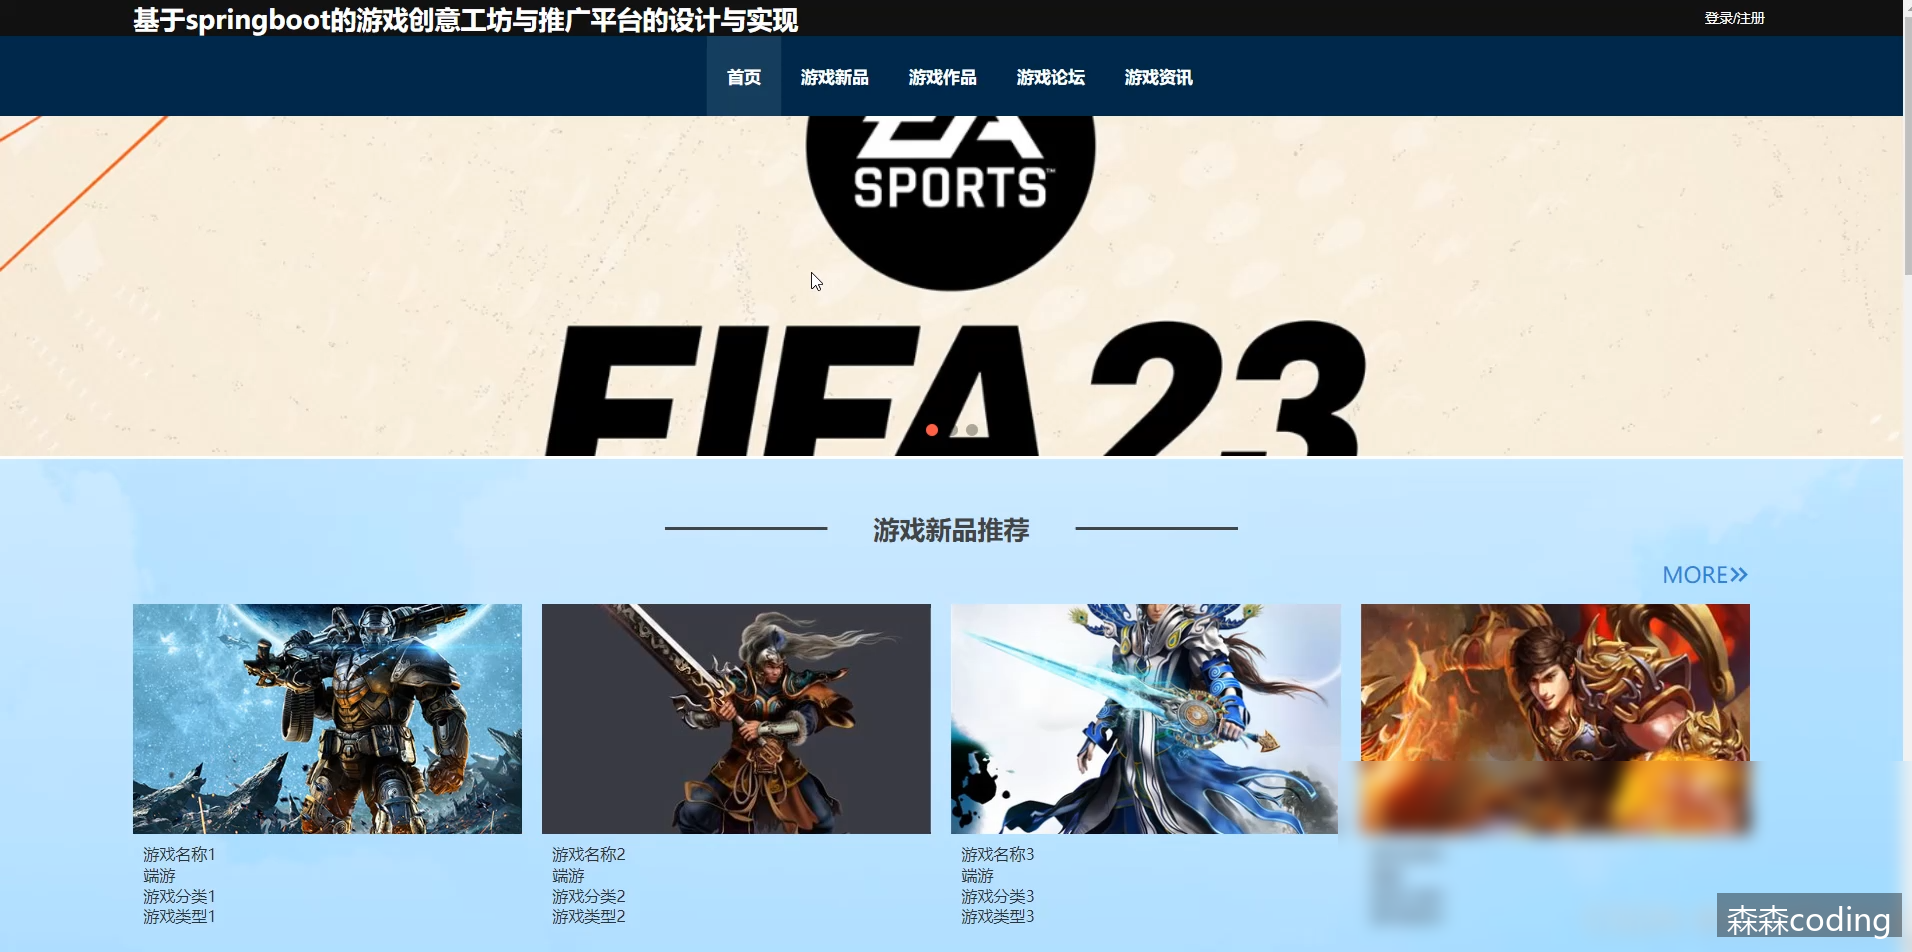 基于springboot的游戏创意工坊与推广平台的设计与实现
登录/注册
首页
游戏新品
游戏作品
游戏论坛
游戏资讯
EA
SPORTS™
FIFA 23
游戏新品推荐
MORE
游戏名称1
端游
游戏分类1
游戏类型1
游戏名称2
端游
游戏分类2
游戏类型2
游戏名称3
端游
游戏分类3
游戏类型3
森森coding